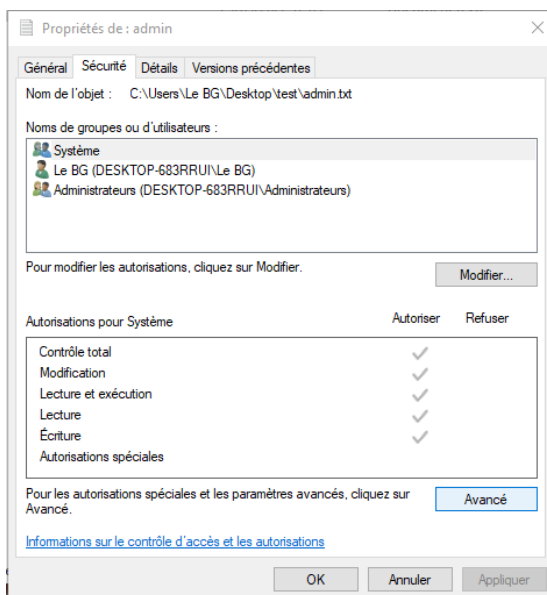 Propriétés de : admin
Général Sécurité Détails Versions précédentes
Nom de l'objet : C:\Users\Le BG\Desktop\test\admin.txt
Noms de groupes ou d'utilisateurs :
Système
Le BG (DESKTOP-683RRUI\Le BG)
Administrateurs (DESKTOP-683RRUI\Administrateurs)
Pour modifier les autorisations, cliquez sur Modifier.
Modifier...
Autorisations pour Système Autoriser Refuser
Contrôle total
Modification
Lecture et exécution
Lecture
Écriture
Autorisations spéciales
Pour les autorisations spéciales et les paramètres avancés, cliquez sur
Avancé.
Avancé
Informations sur le contrôle d'accès et les autorisations
OK Annuler Appliquer